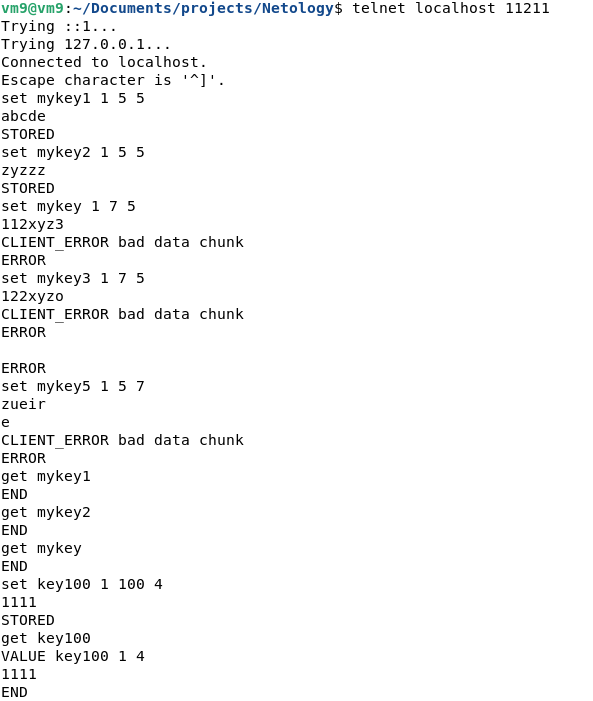 vm9@vm9:~/Documents/projects/Netology$ telnet localhost 11211
Trying ::1...
Trying 127.0.0.1...
Connected to localhost.
Escape character is '^]'.
set mykey1 1 5 5
abcde
STORED
set mykey2 1 5 5
zyzzz
STORED
set mykey 1 7 5
112xyz3
CLIENT_ERROR bad data chunk
ERROR
set mykey3 1 7 5
122xyzo
CLIENT_ERROR bad data chunk
ERROR

ERROR
set mykey5 1 5 7
zueir
e
CLIENT_ERROR bad data chunk
ERROR
get mykey1
END
get mykey2
END
get mykey
END
set key100 1 100 4
1111
STORED
get key100
VALUE key100 1 4
1111
END